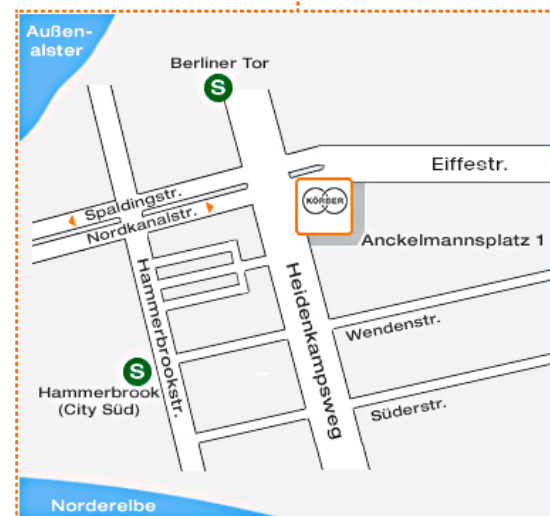 Außen-
alster
Berliner Tor
S
Eiffestr.
Spaldingstr.
KÖRBER
Nordkanalstr.
Anckelmannsplatz 1
Hammerbrookstr.
Heidenkampsweg
Wendenstr.
S
Hammerbrook
(City Süd)
Süderstr.
Norderelbe